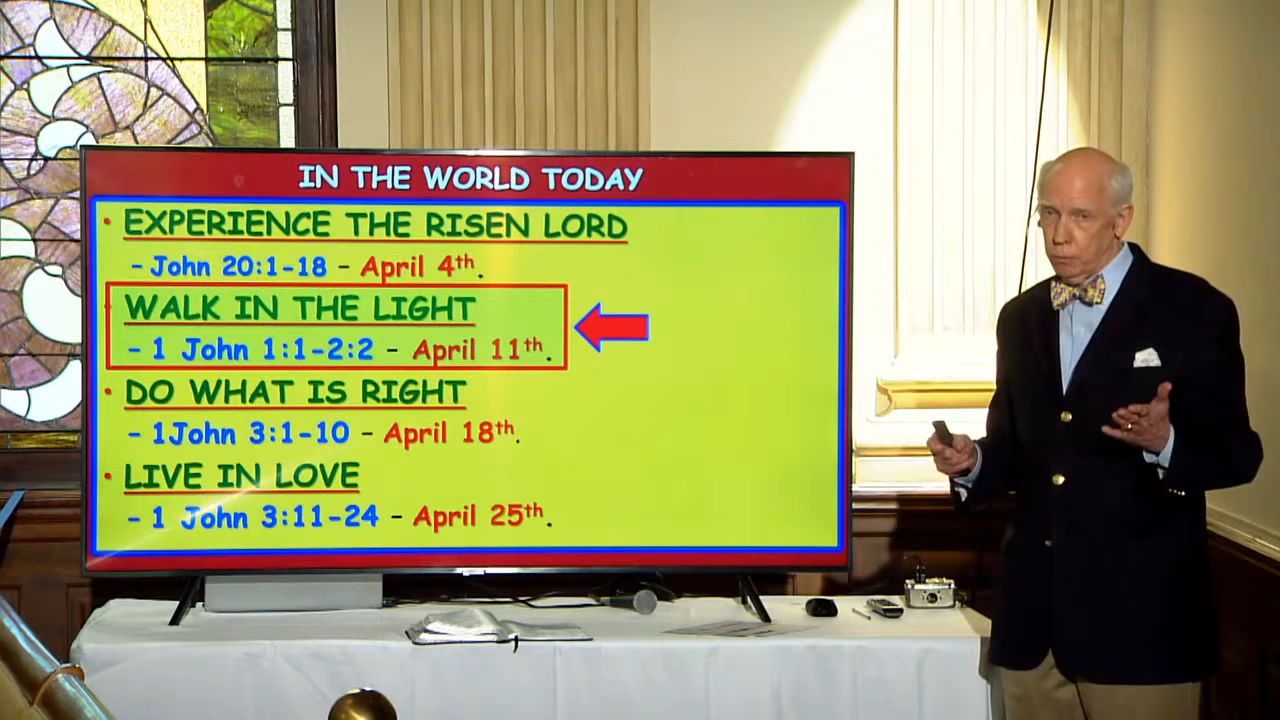 IN THE WORLD TODAY
• EXPERIENCE THE RISEN LORD
- John 20:1-18 - April 4th.
WALK IN THE LIGHT
- 1 John 1:1-2:2 - April 11th.
• DO WHAT IS RIGHT
- 1John 3:1-10 - April 18th.
• LIVE IN LOVE
- 1 John 3:11-24 - April 25th.